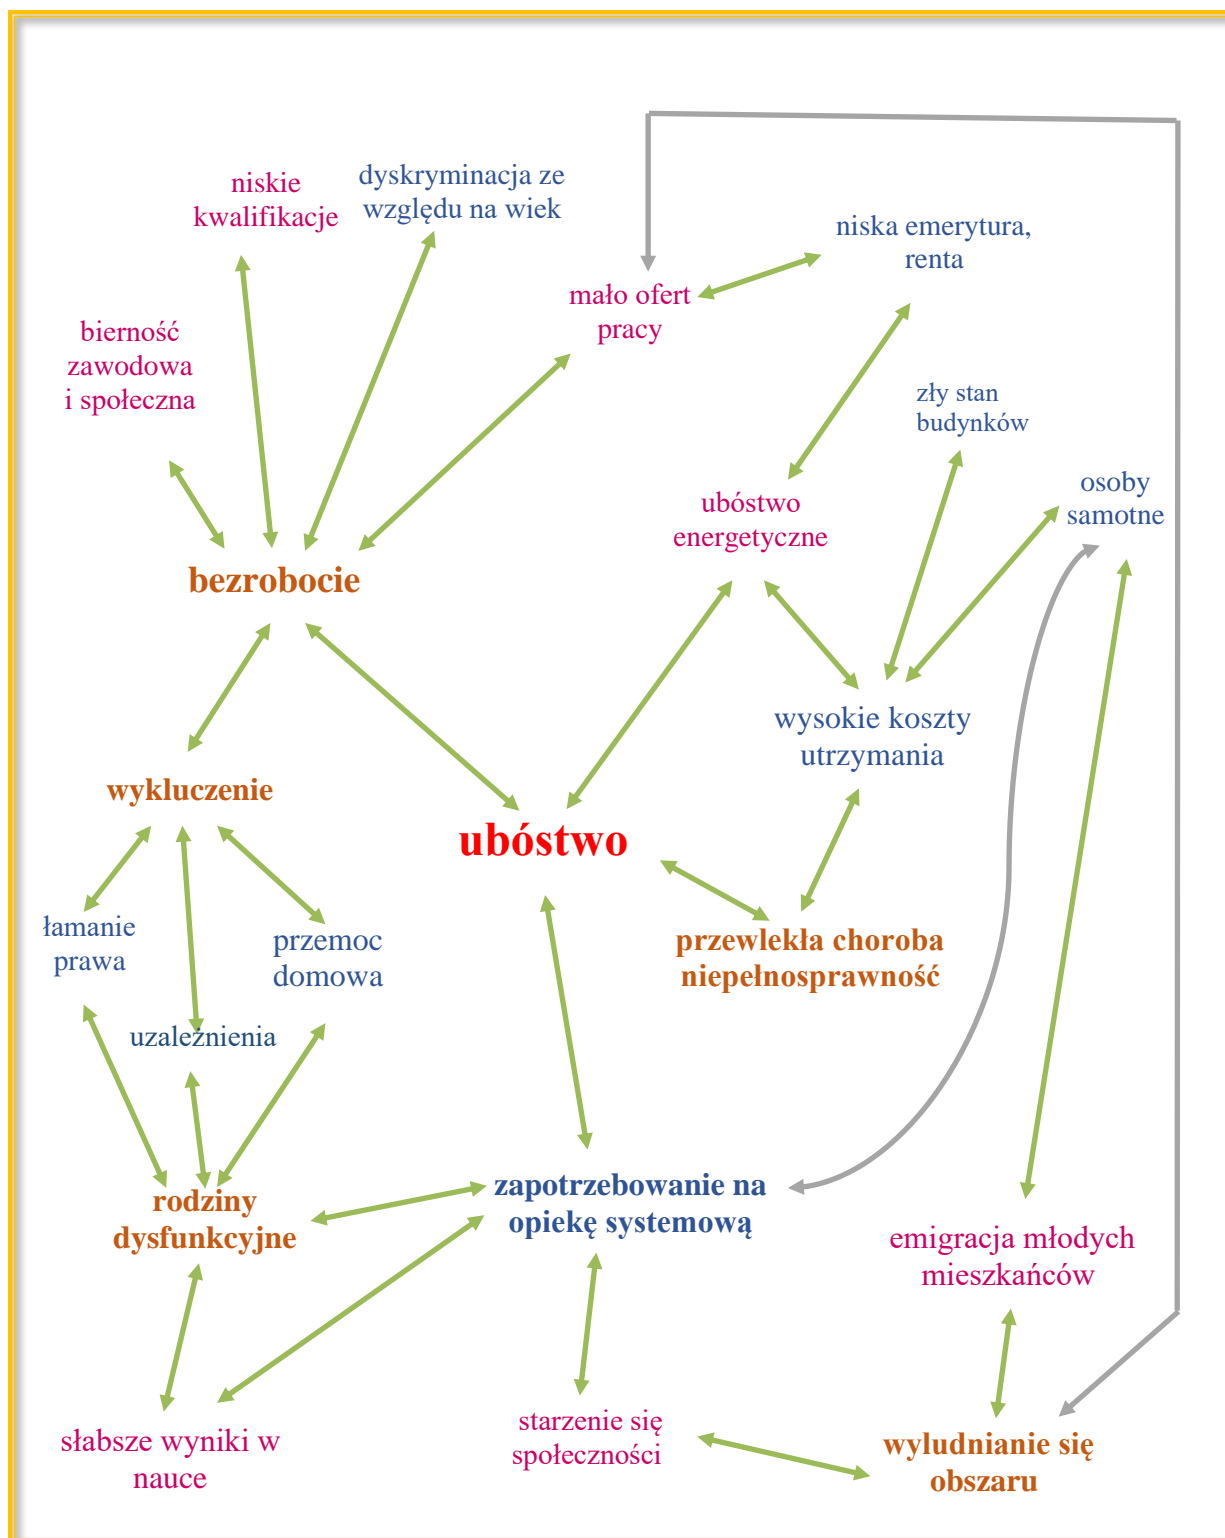 niskie
kwalifikacje
dyskryminacja ze
względu na wiek
niska emerytura,
renta
mało ofert
pracy
bierność
zawodowa
i społeczna
zły stan
budynków
osoby
samotne
ubóstwo
energetyczne
bezrobocie
wysokie koszty
utrzymania
wykluczenie
ubóstwo
łamanie
prawa
przemoc
domowa
przewlekła choroba
niepełnosprawność
uzależnienia
rodziny
dysfunkcyjne
zapotrzebowanie na
opiekę systemową
emigracja młodych
mieszkańców
słabsze wyniki w
nauce
starzenie się
społeczności
wyludnianie się
obszaru